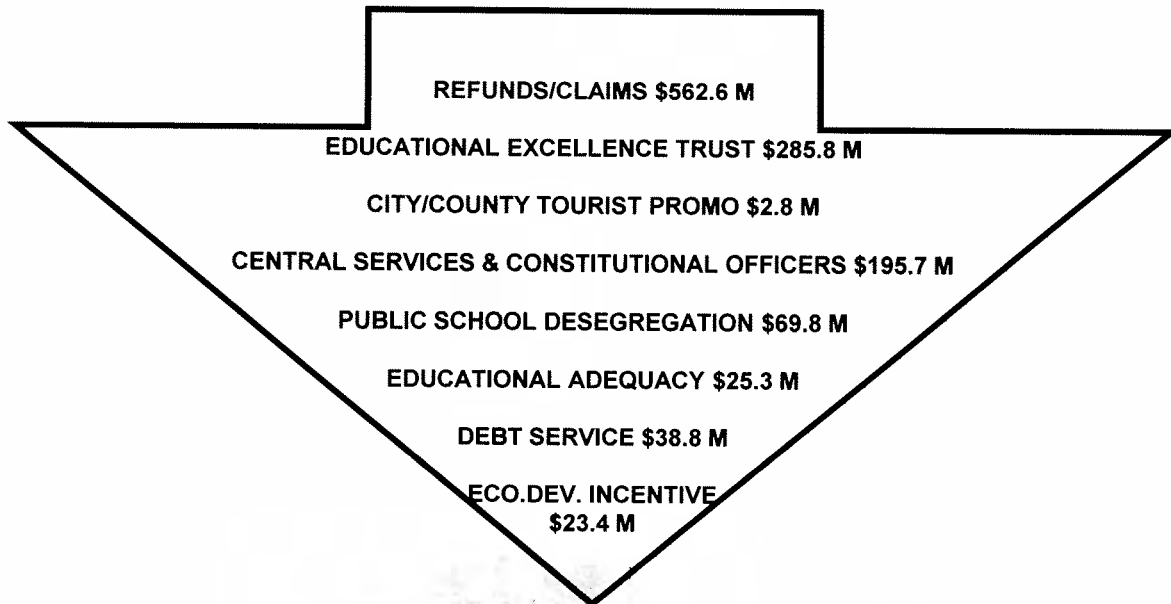 REFUNDS/CLAIMS $562.6 M
EDUCATIONAL EXCELLENCE TRUST $285.8 M
CITY/COUNTY TOURIST PROMO $2.8 M
CENTRAL SERVICES & CONSTITUTIONAL OFFICERS $195.7 M
PUBLIC SCHOOL DESEGREGATION $69.8 M
EDUCATIONAL ADEQUACY $25.3 M
DEBT SERVICE $38.8 M
ECO.DEV. INCENTIVE
$23.4 M